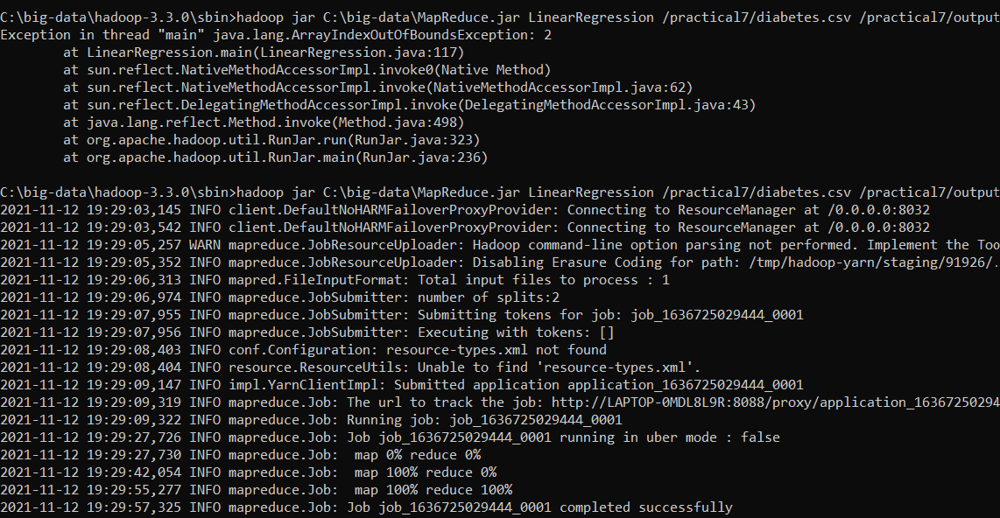 C:\big-data\hadoop-3.3.0\sbin>hadoop jar C:\big-data\MapReduce.jar LinearRegression /practical7/diabetes.csv /practical7/output
Exception in thread "main" java.lang.ArrayIndexOutOfBoundsException: 2
        at LinearRegression.main(LinearRegression.java:117)
        at sun.reflect.NativeMethodAccessorImpl.invoke0(Native Method)
        at sun.reflect.NativeMethodAccessorImpl.invoke(NativeMethodAccessorImpl.java:62)
        at sun.reflect.DelegatingMethodAccessorImpl.invoke(DelegatingMethodAccessorImpl.java:43)
        at java.lang.reflect.Method.invoke(Method.java:498)
        at org.apache.hadoop.util.RunJar.run(RunJar.java:323)
        at org.apache.hadoop.util.RunJar.main(RunJar.java:236)
C:\big-data\hadoop-3.3.0\sbin>hadoop jar C:\big-data\MapReduce.jar LinearRegression /practical7/diabetes.csv /practical7/output
2021-11-12 19:29:03,145 INFO client.DefaultNoHARMFailoverProxyProvider: Connecting to ResourceManager at /0.0.0.0:8032
2021-11-12 19:29:03,542 INFO client.DefaultNoHARMFailoverProxyProvider: Connecting to ResourceManager at /0.0.0.0:8032
2021-11-12 19:29:05,257 WARN mapreduce.JobResourceUploader: Hadoop command-line option parsing not performed. Implement the Too
2021-11-12 19:29:05,352 INFO mapreduce.JobResourceUploader: Disabling Erasure Coding for path: /tmp/hadoop-yarn/staging/91926/.
2021-11-12 19:29:06,313 INFO mapred.FileInputFormat: Total input files to process : 1
2021-11-12 19:29:06,974 INFO mapreduce.JobSubmitter: number of splits:2
2021-11-12 19:29:07,955 INFO mapreduce.JobSubmitter: Submitting tokens for job: job_1636725029444_0001
2021-11-12 19:29:07,956 INFO mapreduce.JobSubmitter: Executing with tokens: []
2021-11-12 19:29:08,403 INFO conf.Configuration: resource-types.xml not found
2021-11-12 19:29:08,404 INFO resource.ResourceUtils: Unable to find 'resource-types.xml'.
2021-11-12 19:29:09,147 INFO impl.YarnClientImpl: Submitted application application_1636725029444_0001
2021-11-12 19:29:09,319 INFO mapreduce.Job: The url to track the job: http://LAPTOP-0MDL8L9R:8088/proxy/application_16367250294
2021-11-12 19:29:09,322 INFO mapreduce.Job: Running job: job_1636725029444_0001
2021-11-12 19:29:27,726 INFO mapreduce.Job: Job job_1636725029444_0001 running in uber mode : false
2021-11-12 19:29:27,730 INFO mapreduce.Job:  map 0% reduce 0%
2021-11-12 19:29:42,054 INFO mapreduce.Job:  map 100% reduce 0%
2021-11-12 19:29:55,277 INFO mapreduce.Job:  map 100% reduce 100%
2021-11-12 19:29:57,325 INFO mapreduce.Job: Job job_1636725029444_0001 completed successfully